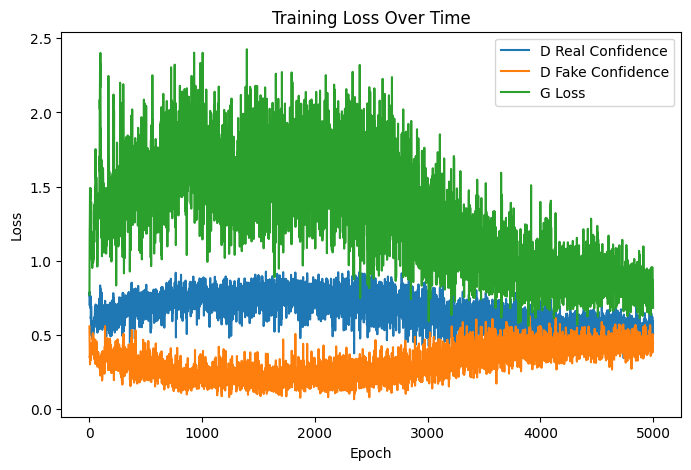 Training Loss Over Time
D Real Confidence
D Fake Confidence
G Loss
Loss
2.5
2.0
1.5
1.0
0.5
0.0
0 1000 2000 3000 4000 5000
Epoch